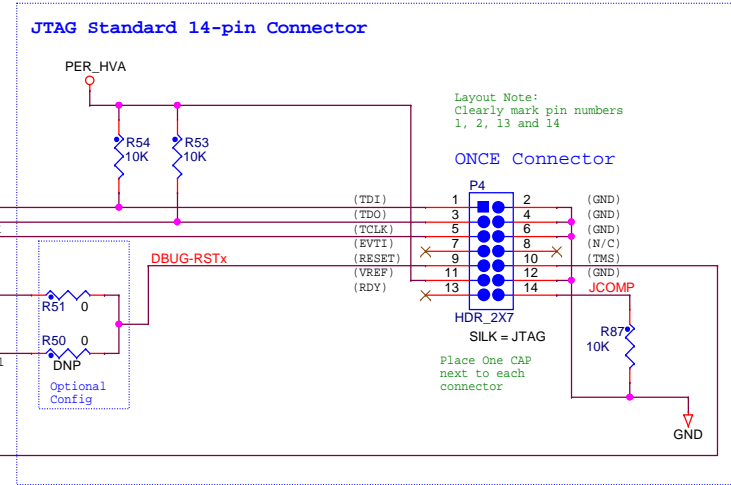 JTAG Standard 14-pin Connector
PER_HVA
Layout Note:
Clearly mark pin numbers
1, 2, 13 and 14
R54
10K
R53
10K
ONCE Connector
P4
(TDI) 1 2 (GND)
(TDO) 3 4 (GND)
(TCLK) 5 6 (GND)
(EVTI) 7 8 (N/C)
DBUG-RSTx
(RESET) 9 10 (TMS)
(VREF) 11 12 (GND)
(RDY) 13 14 JCOMP
R51 0
HDR_2X7
SILK = JTAG
R87
10K
R50 0
DNP
Optional
Config
Place One CAP
next to each
connector
GND